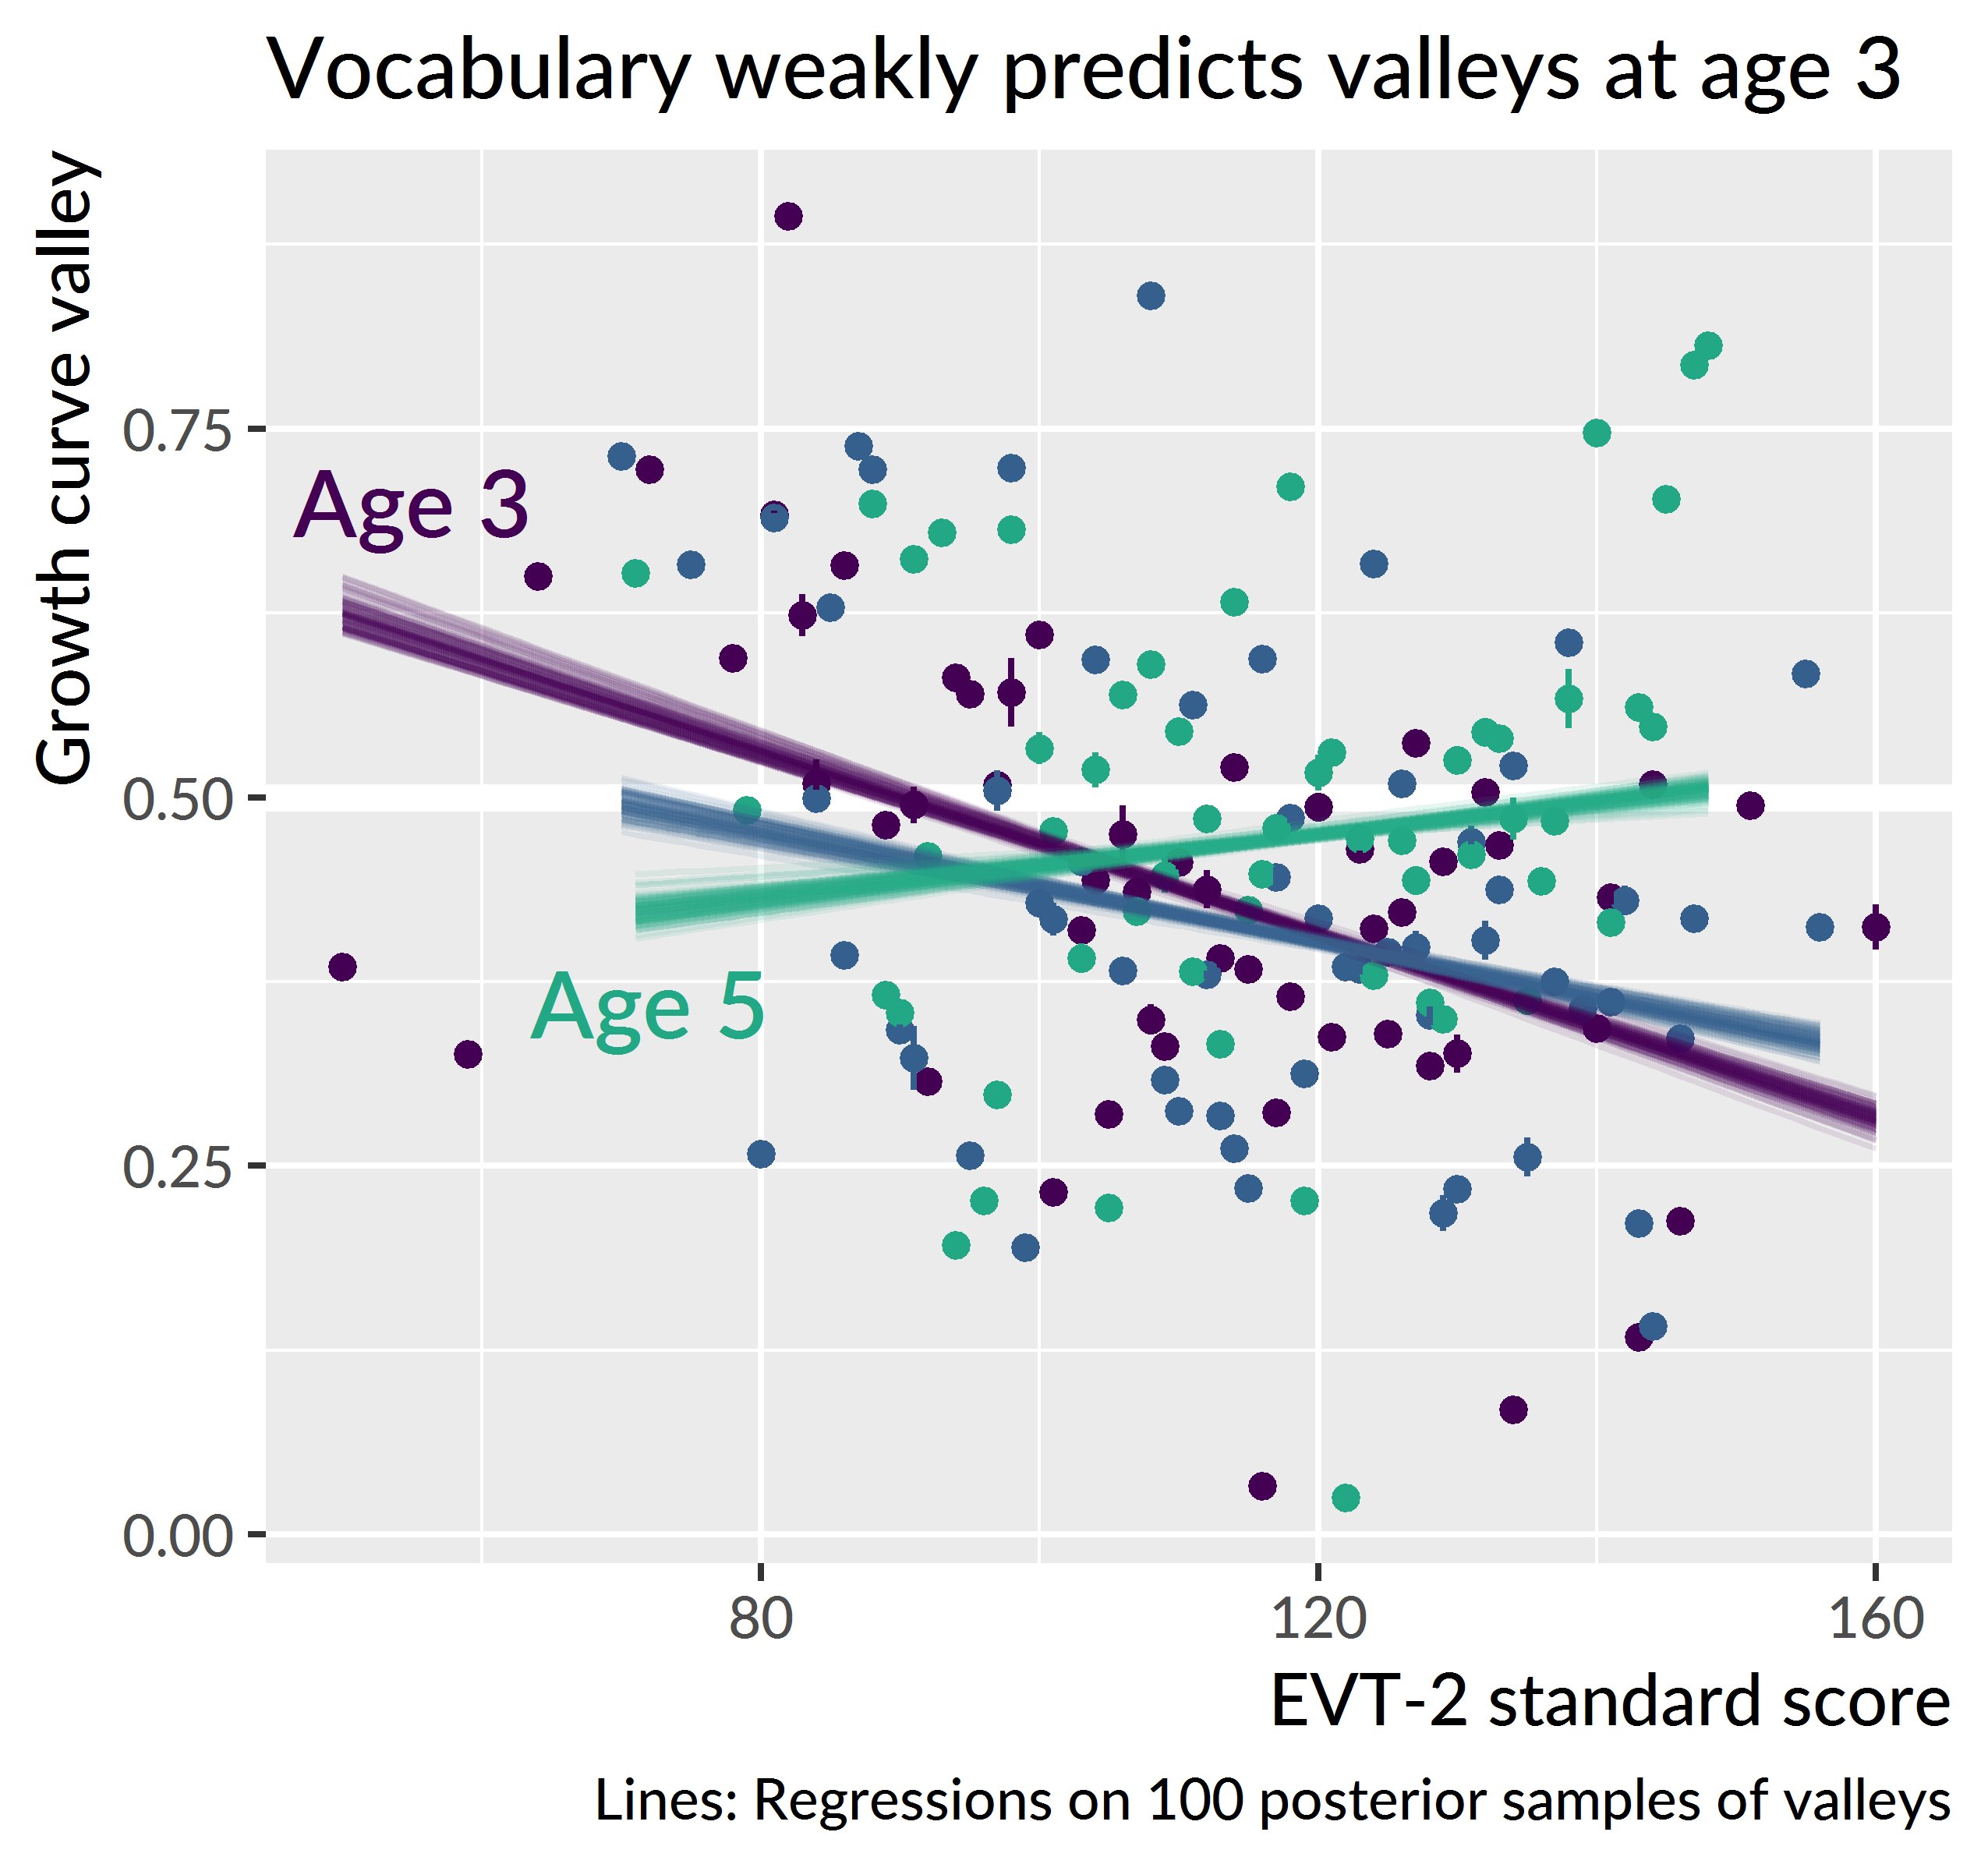 Vocabulary weakly predicts valleys at age 3
Growth curve valley
0.75
0.50
0.25
0.00
Age 3
Age 5
80
120
160
EVT-2 standard score
Lines: Regressions on 100 posterior samples of valleys